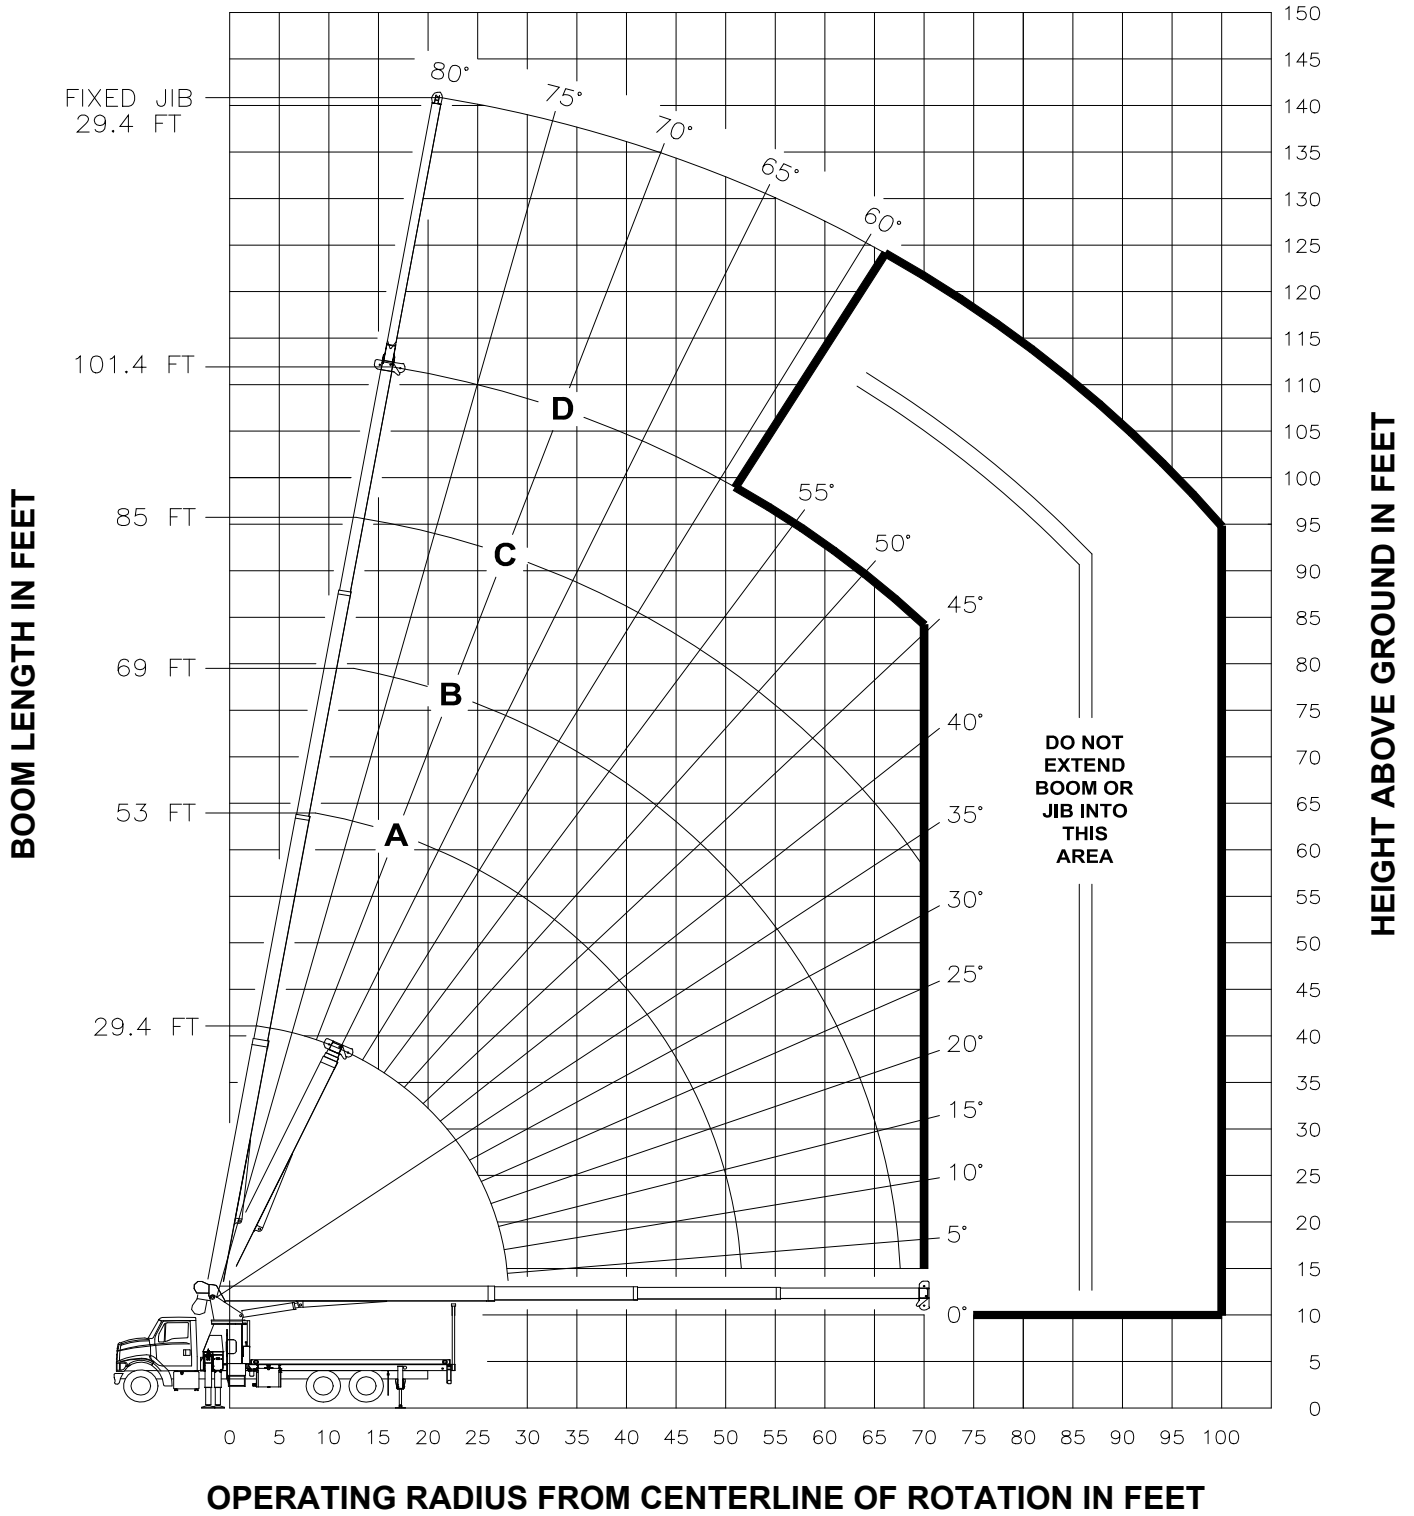 BOOM LENGTH IN FEET
FIXED JIB
29.4 FT
101.4 FT
85 FT
69 FT
53 FT
29.4 FT
80°
75°
70°
65°
60°
55°
50°
45°
40°
35°
30°
25°
20°
15°
10°
5°
0°
D
C
B
A
DO NOT
EXTEND
BOOM OR
JIB INTO
THIS
AREA
150
145
140
135
130
125
120
115
110
105
100
95
90
85
80
75
70
65
60
55
50
45
40
35
30
25
20
15
10
5
0
HEIGHT ABOVE GROUND IN FEET
0 5 10 15 20 25 30 35 40 45 50 55 60 65 70 75 80 85 90 95 100
OPERATING RADIUS FROM CENTERLINE OF ROTATION IN FEET